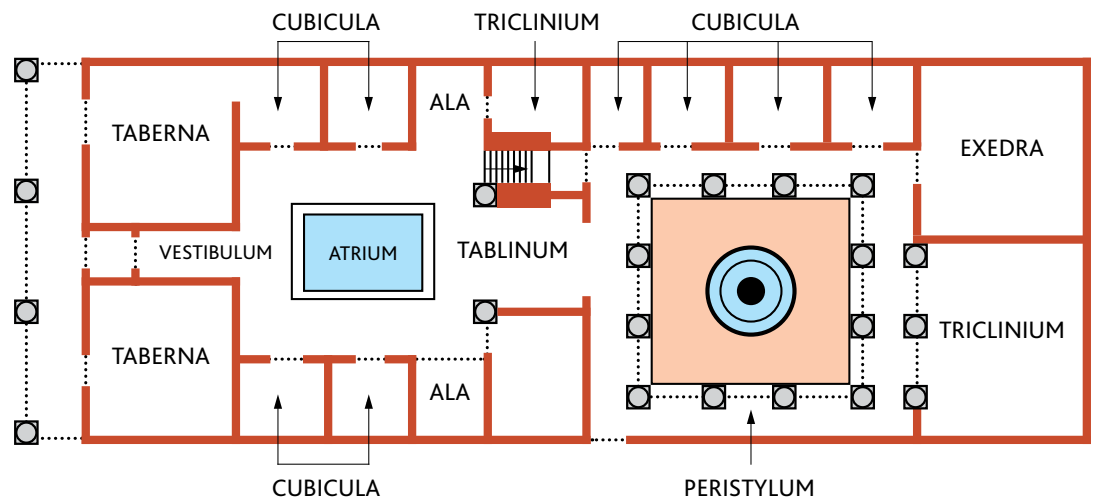 CUBICULA
TRICLINIUM
CUBICULA
ALA
TABERNA
EXEDRA
VESTIBULUM
ATRIUM
TABLINUM
TABERNA
TRICLINIUM
ALA
CUBICULA
PERISTYLUM